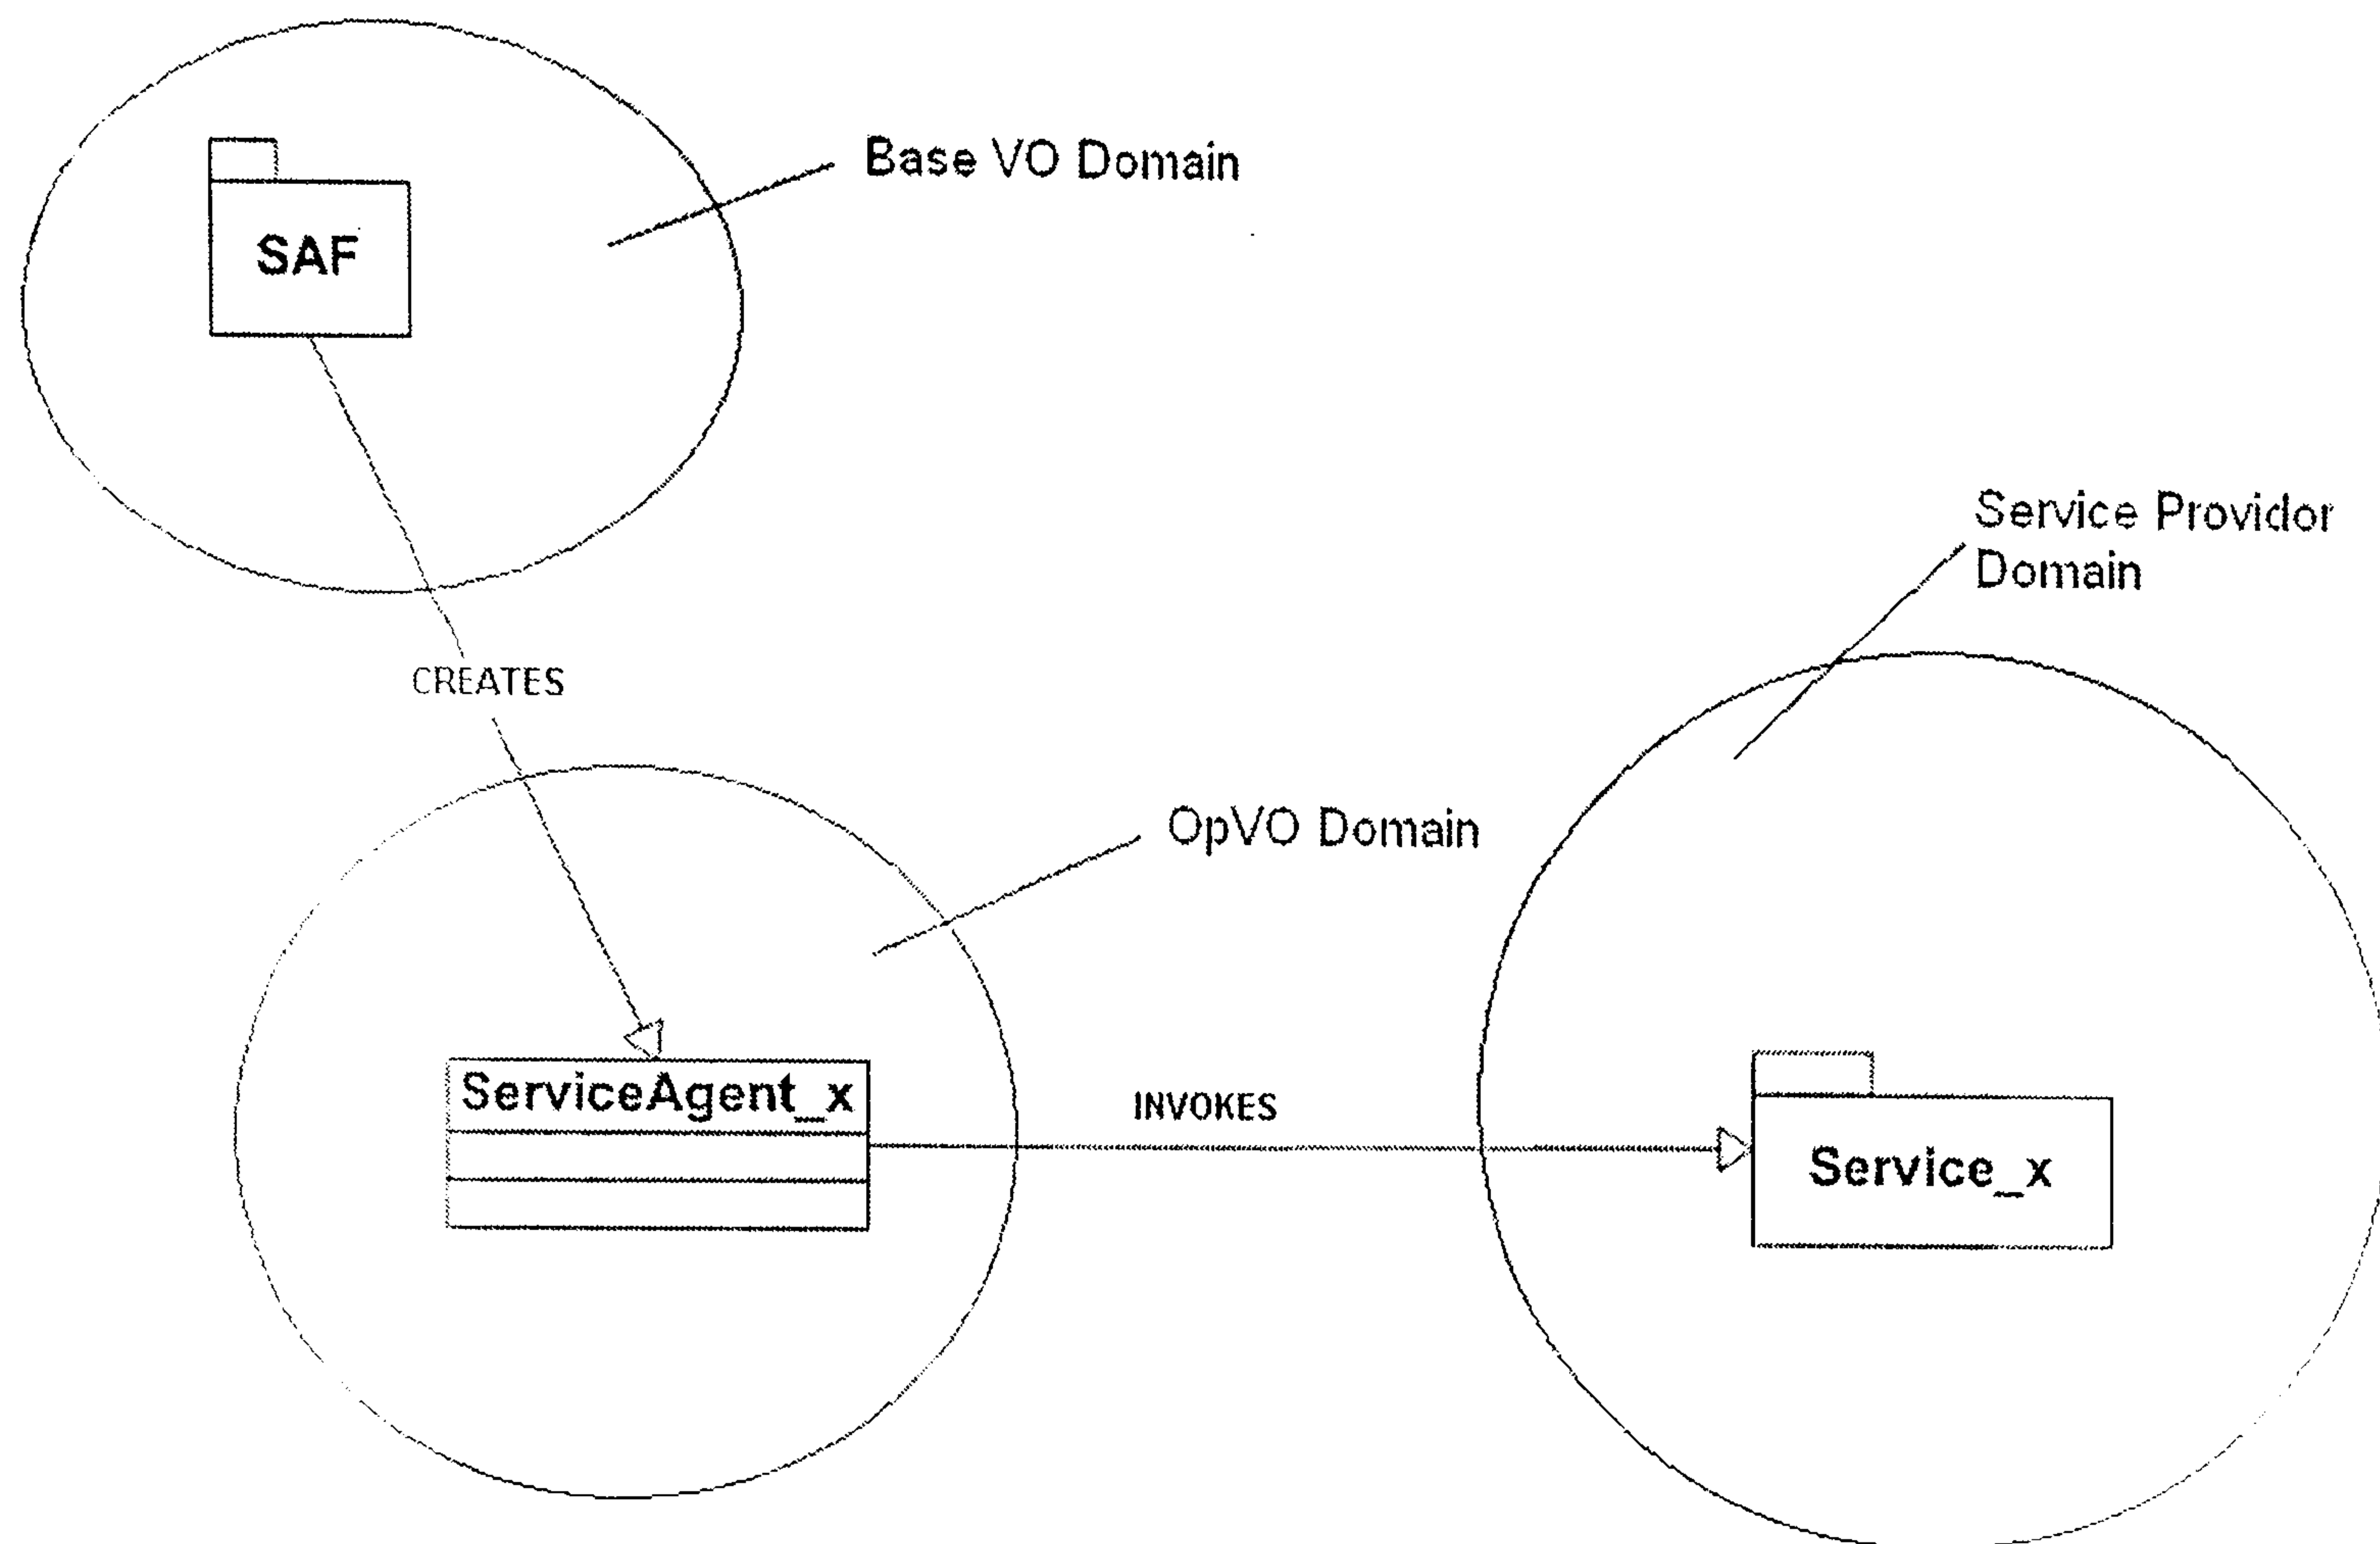 Base VO Domain
SAF
Service Providor
Domain
CREATES
OpVO Domain
ServiceAgent_x
INVOKES
Service_x